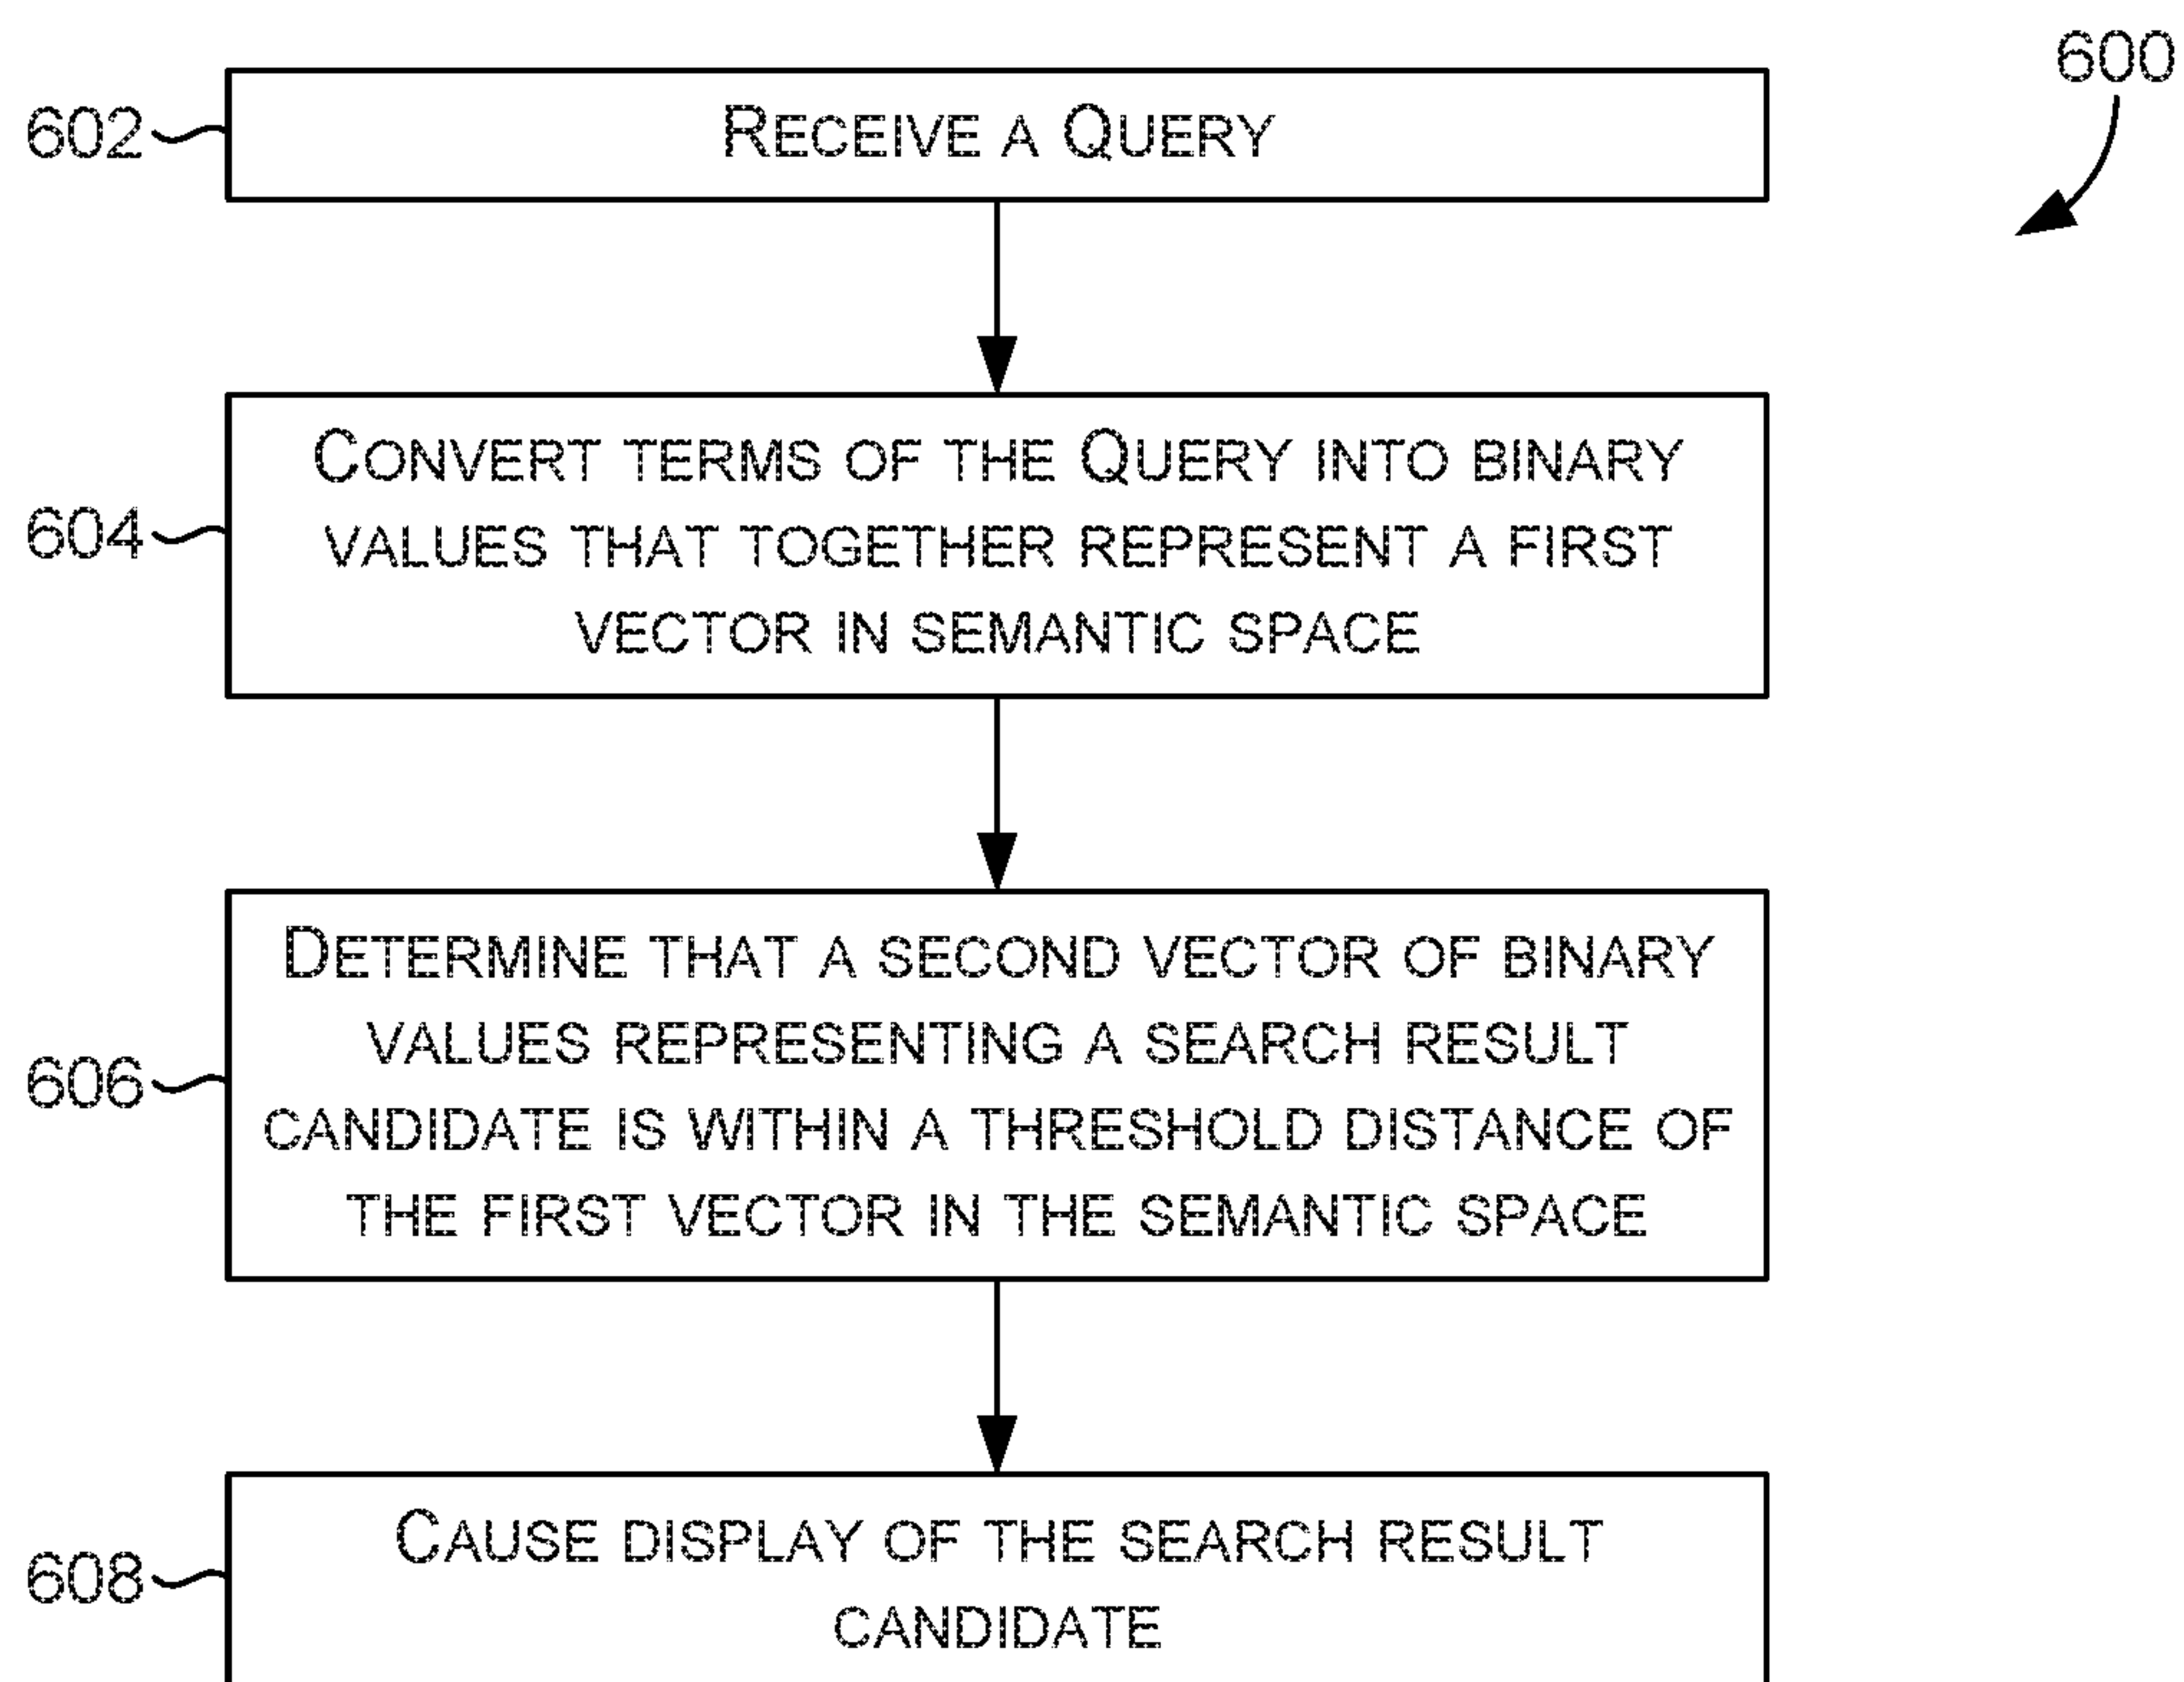 600
602
RECEIVE A QUERY
604
CONVERT TERMS OF THE QUERY INTO BINARY
VALUES THAT TOGETHER REPRESENT A FIRST
VECTOR IN SEMANTIC SPACE
606
DETERMINE THAT A SECOND VECTOR OF BINARY
VALUES REPRESENTING A SEARCH RESULT
CANDIDATE IS WITHIN A THRESHOLD DISTANCE OF
THE FIRST VECTOR IN THE SEMANTIC SPACE
608
CAUSE DISPLAY OF THE SEARCH RESULT
CANDIDATE